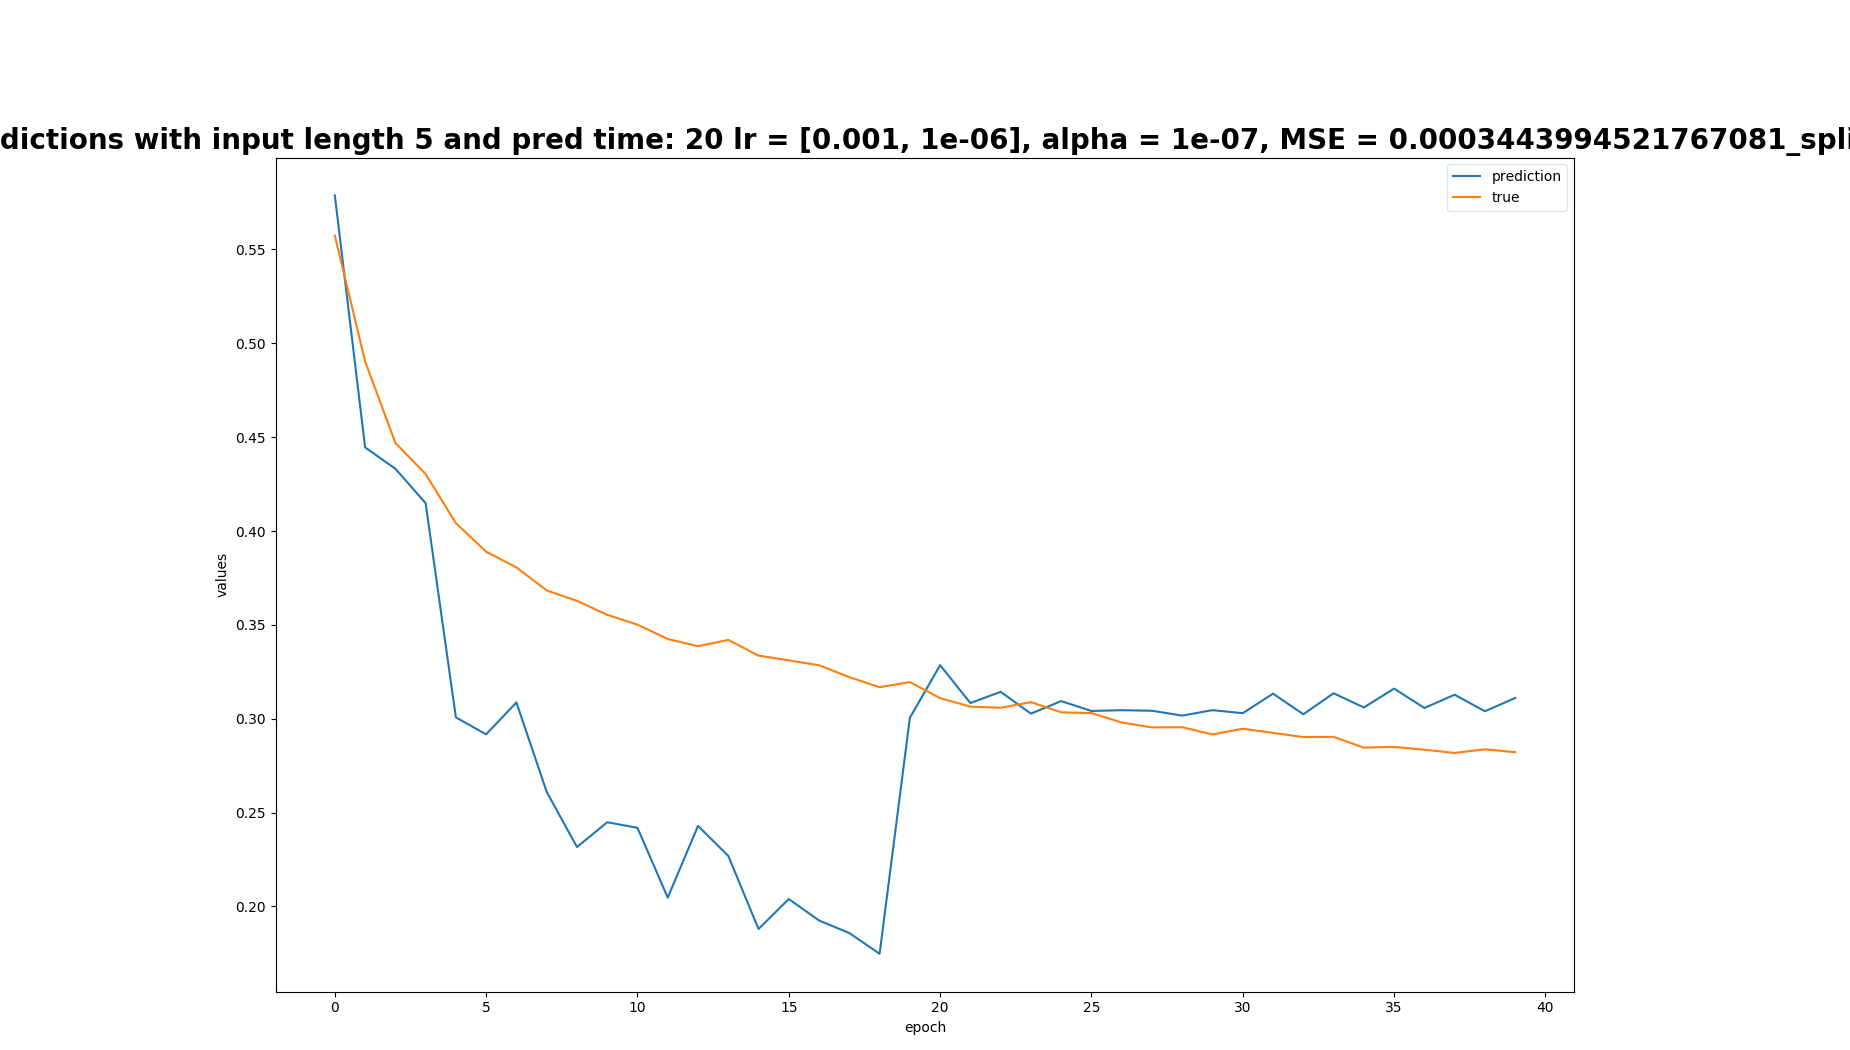 dictions with input length 5 and pred time: 20 lr = [0.001, 1e-06], alpha = 1e-07, MSE = 0.0003443994521767081_spli
prediction
true
0.55
0.50
0.45
0.40
0.35
0.30
0.25
0.20
values
0 5 10 15 20 25 30 35 40
epoch